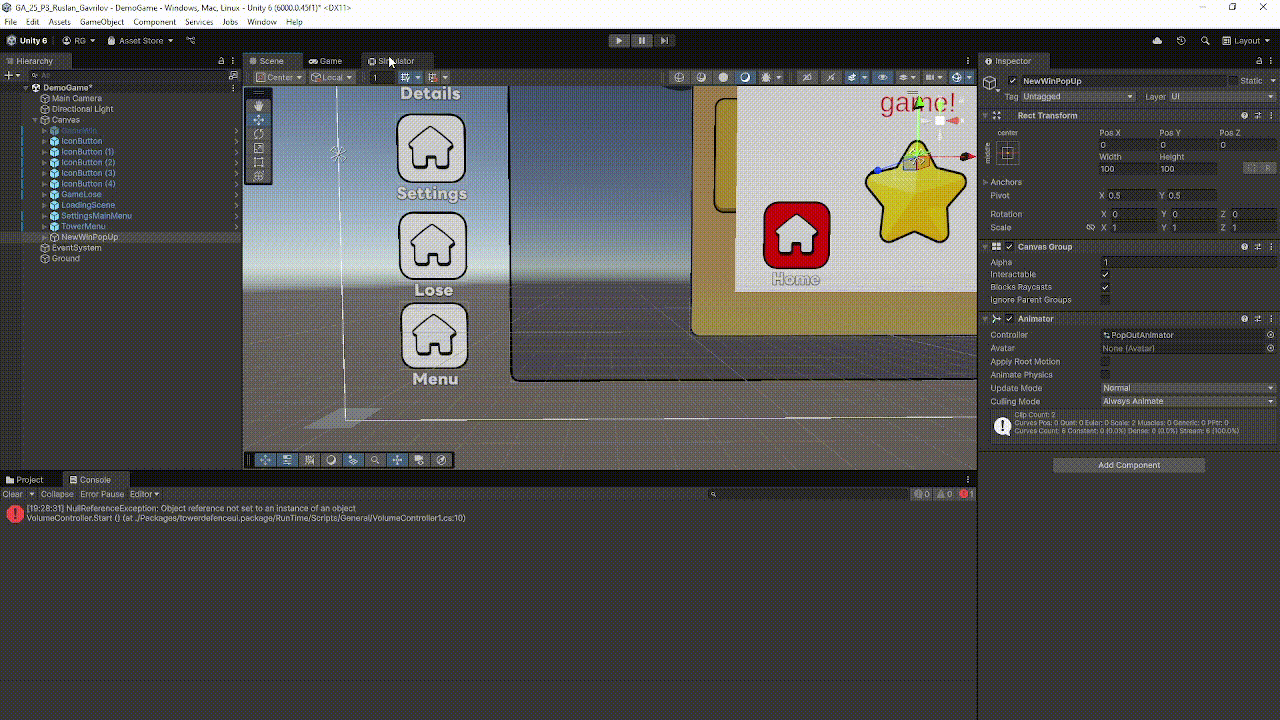 GA_25_P3_Ruslan_Gavrilov - DemoGame - Windows, Mac, Linux - Unity 6 (6000.0.45f1)* <DX11>
File Edit Assets GameObject Component Services Jobs Window Help
Unity 6 RG Asset Store Layout
Hierarchy
All
DemoGame*
Main Camera
Directional Light
Canvas
GameWin
IconButton
IconButton (1)
IconButton (2)
IconButton (3)
IconButton (4)
GameLose
LoadingScene
SettingsMainMenu
TowerMenu
NewWinPopUp
EventSystem
Ground
Scene Game Simulator
Center Local 1 2D
Details
Settings
Lose
Menu
game!
Home
Inspector
NewWinPopUp Static
Tag Untagged Layer UI
Rect Transform
center
middle
Pos X Pos Y Pos Z
0 0 0
Width Height
100 100 R
Anchors
Pivot X 0.5 Y 0.5
Rotation X 0 Y 0 Z 0
Scale X 1 Y 1 Z 1
Canvas Group
Alpha 1
Interactable
Blocks Raycasts
Ignore Parent Groups
Animator
Controller PopOutAnimator
Avatar None (Avatar)
Apply Root Motion
Animate Physics
Update Mode Normal
Culling Mode Always Animate
Clip Count: 2
Curves Pos: 0 Quat: 0 Euler: 0 Scale: 2 Muscles: 0 Generic: 0 PPtr: 0
Curves Count: 6 Constant: 0 (0.0%) Dense: 0 (0.0%) Stream: 6 (100.0%)
Add Component
Project Console
Clear Collapse Error Pause Editor 0 0 1
[19:28:31] NullReferenceException: Object reference not set to an instance of an object
VolumeController.Start () (at ./Packages/towerdefenceui.package/RunTime/Scripts/General/VolumeController1.cs:10)